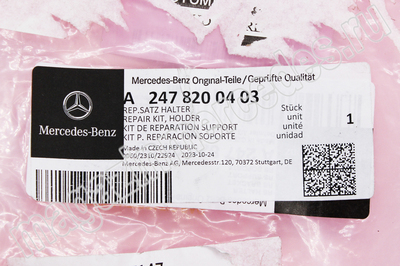 TOM
Mercedes-Benz Original-Teile / Geprüfte Qualität
A 247 820 04 03
REP.SATZ HALTER Stück
REPAIR KIT, HOLDER unit
KIT DE REPARATION SUPPORT unité
KIT P. REPARACION SOPORTE unidad
1
Made in CZECH REPUBLIC
2023-10-24
Mercedes-Benz AG, Mercedesstr.120, 70372 Stuttgart, DE
Mercedes-Benz